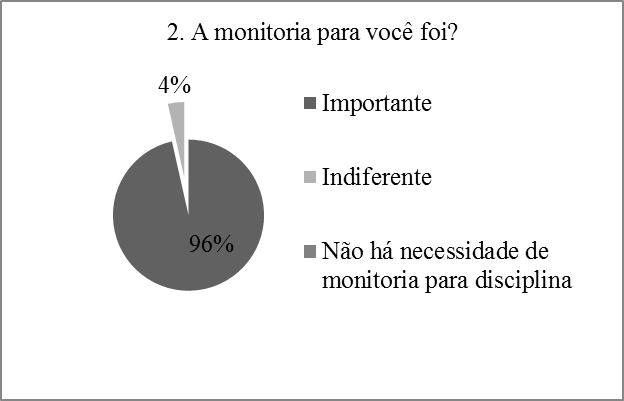 2. A monitoria para você foi?
4%
96%
Importante
Indiferente
Não há necessidade de
monitoria para disciplina